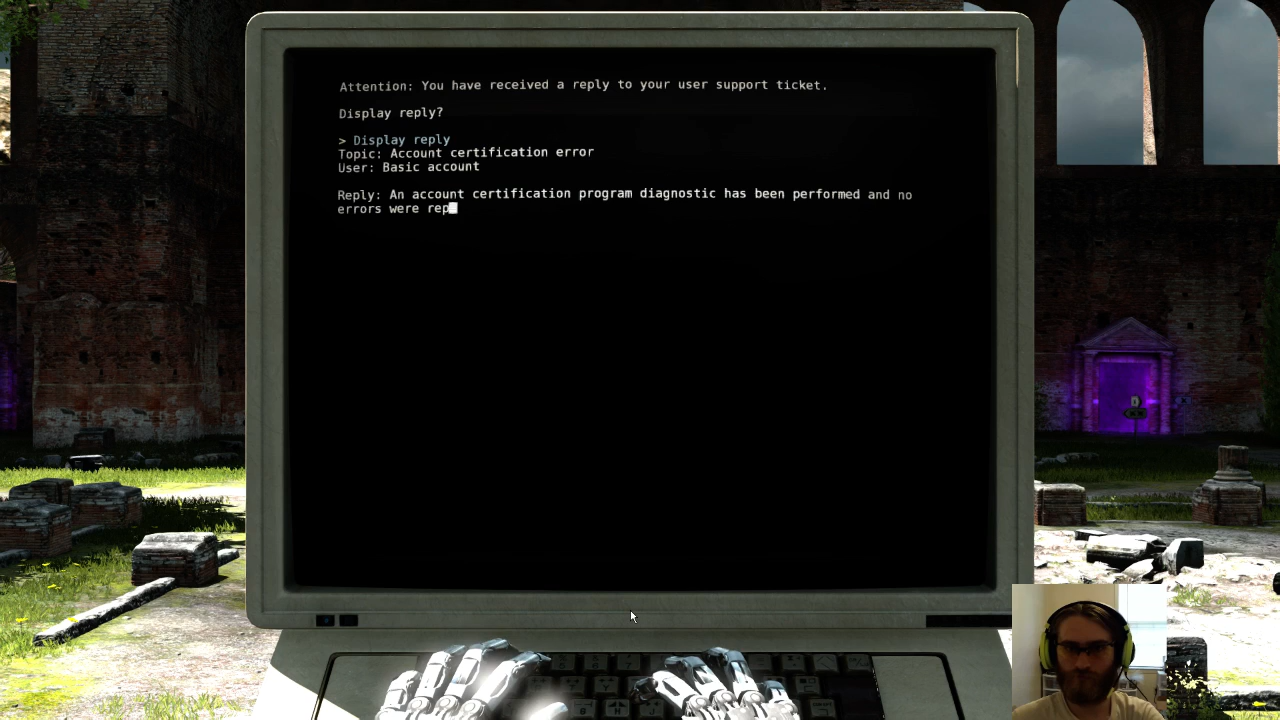 Attention: You have received a reply to your user support ticket.
Display reply?
> Display reply
Topic: Account certification error
User: Basic account
Reply: An account certification program diagnostic has been performed and no
errors were rep